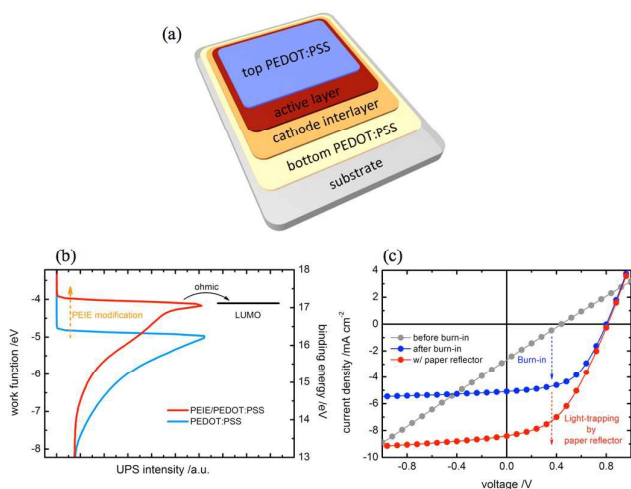 (a)
top PEDOT:PSS
active layer
cathode interlayer
bottom PEDOT:PSS
substrate
(b)
work function /eV
-4
-5
-6
-7
-8
PEIE modification
ohmic
LUMO
PEIE/PEDOT:PSS
PEDOT:PSS
18
17
16
15
14
13
binding energy /eV
UPS intensity /a.u.
(c)
current density /mA cm-2
4
2
0
-2
-4
-6
-8
-10
before burn-in
after burn-in
w/ paper reflector
Burn-in
Light-trapping
by
paper reflector
-0.8
-0.4
0.0
0.4
0.8
voltage /V